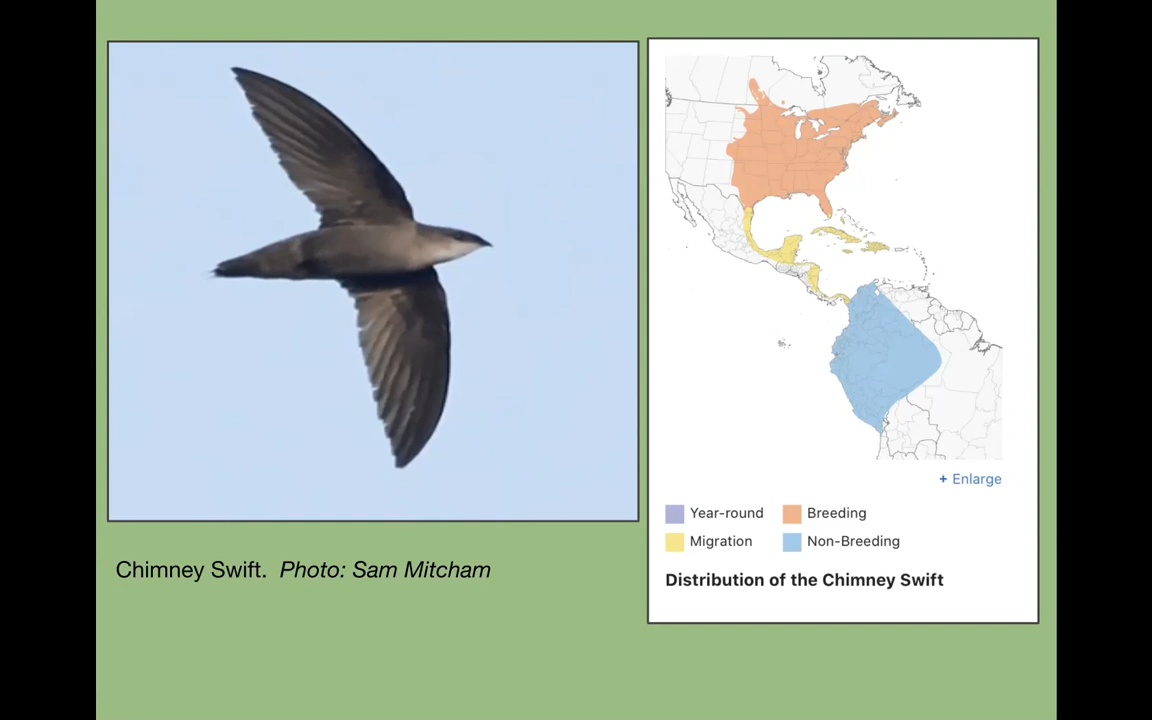 Chimney Swift.  Photo: Sam Mitcham
+ Enlarge
Year-round
Breeding
Migration
Non-Breeding
Distribution of the Chimney Swift